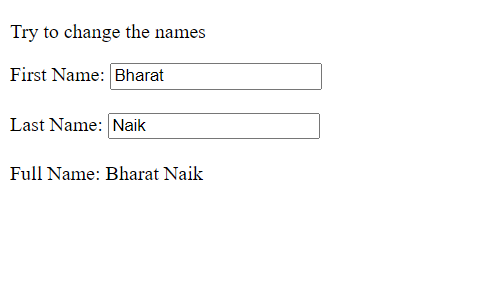 Try to change the names
First Name: Bharat
Last Name: Naik
Full Name: Bharat Naik